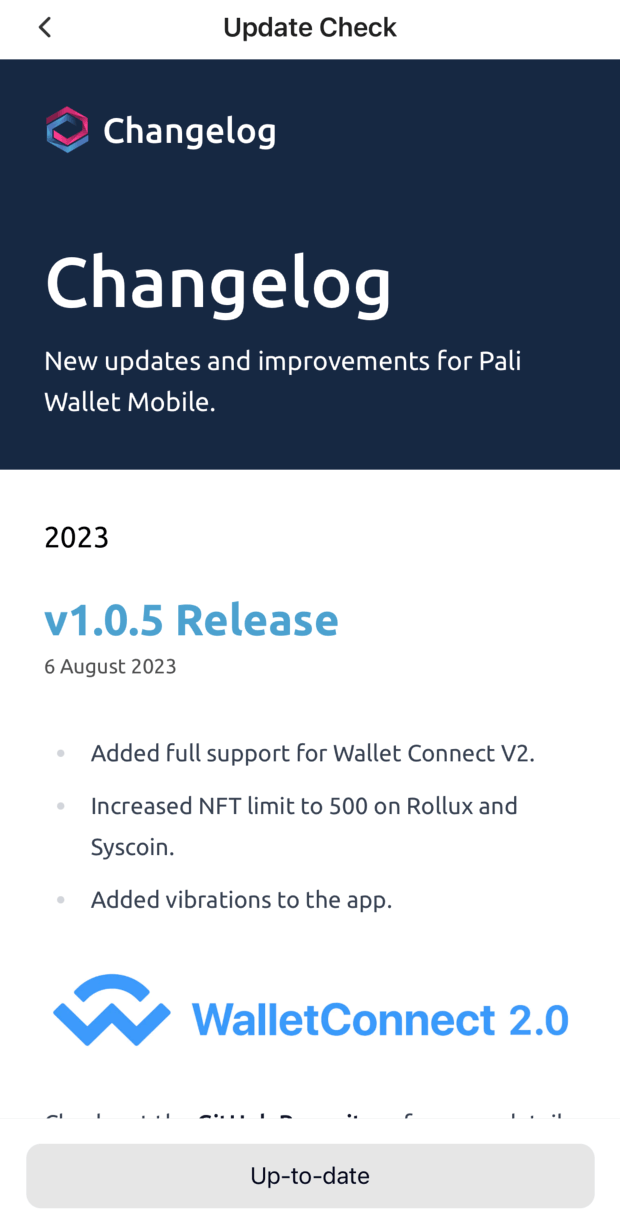 Update Check
Changelog
Changelog
New updates and improvements for Pali
Wallet Mobile.
2023
v1.0.5 Release
6 August 2023
Added full support for Wallet Connect V2.
Increased NFT limit to 500 on Rollux and
Syscoin.
Added vibrations to the app.
WalletConnect 2.0
Up-to-date